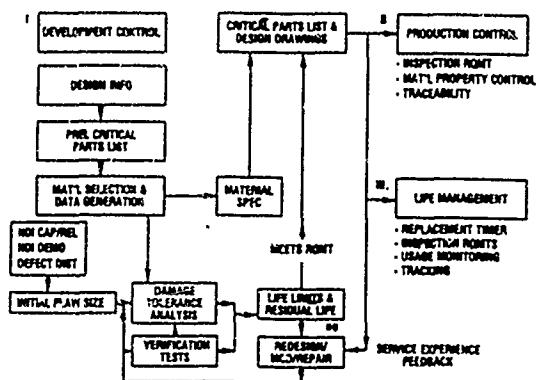 I
DEVELOPMENT CONTROL
DESIGN INFO
PREL CRITICAL
PARTS LIST
MAT'L SELECTION &
DATA GENERATION
MATERIAL
SPEC
CRITICAL PARTS LIST &
DESIGN DRAWINGS
II
PRODUCTION CONTROL
- INSPECTION RQMT
- MAT'L PROPERTY CONTROL
- TRACEABILITY
III.
LIFE MANAGEMENT
- REPLACEMENT TIMER
- INSPECTION RQMTS
- USAGE MONITORING
- TRACKING
NDI CAP/REL
NDI DEMO
DEFECT DIST
INITIAL FLAW SIZE
DAMAGE
TOLERANCE
ANALYSIS
VERIFICATION
TESTS
MEETS RQMT
LIFE LIMITS &
RESIDUAL LIFE
REDESIGN/
MOD/REPAIR
SERVICE EXPERIENCE
FEEDBACK